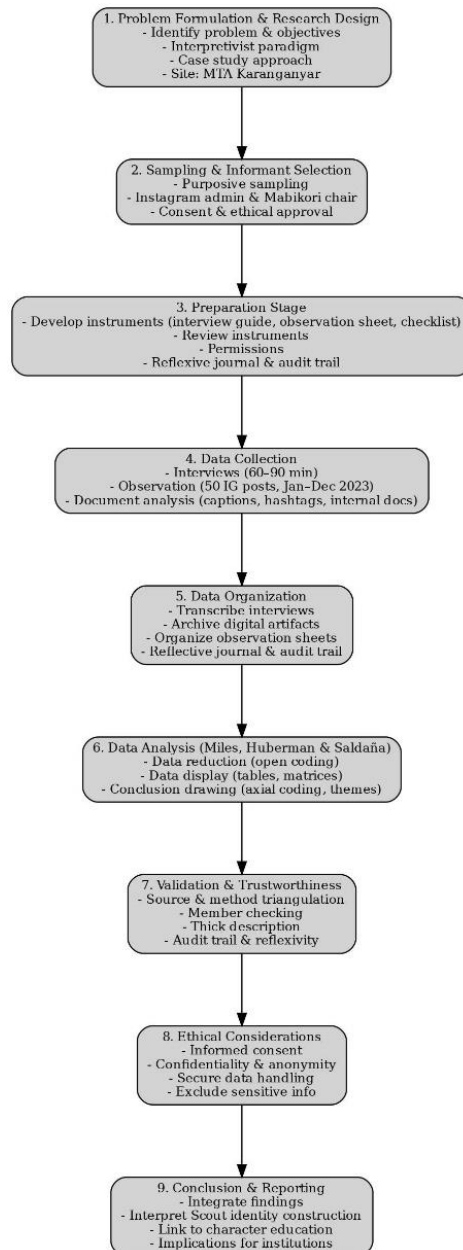 1. Problem Formulation & Research Design
- Identify problem & objectives
- Interpretivist paradigm
- Case study approach
- Site: MTA Karanganyar
2. Sampling & Informant Selection
- Purposive sampling
- Instagram admin & Mabikori chair
- Consent & ethical approval
3. Preparation Stage
- Develop instruments (interview guide, observation sheet, checklist)
- Review instruments
- Permissions
- Reflexive journal & audit trail
4. Data Collection
- Interviews (60–90 min)
- Observation (50 IG posts, Jan–Dec 2023)
- Document analysis (captions, hashtags, internal docs)
5. Data Organization
- Transcribe interviews
- Archive digital artifacts
- Organize observation sheets
- Reflective journal & audit trail
6. Data Analysis (Miles, Huberman & Saldaña)
- Data reduction (open coding)
- Data display (tables, matrices)
- Conclusion drawing (axial coding, themes)
7. Validation & Trustworthiness
- Source & method triangulation
- Member checking
- Thick description
- Audit trail & reflexivity
8. Ethical Considerations
- Informed consent
- Confidentiality & anonymity
- Secure data handling
- Exclude sensitive info
9. Conclusion & Reporting
- Integrate findings
- Interpret Scout identity construction
- Link to character education
- Implications for institutions